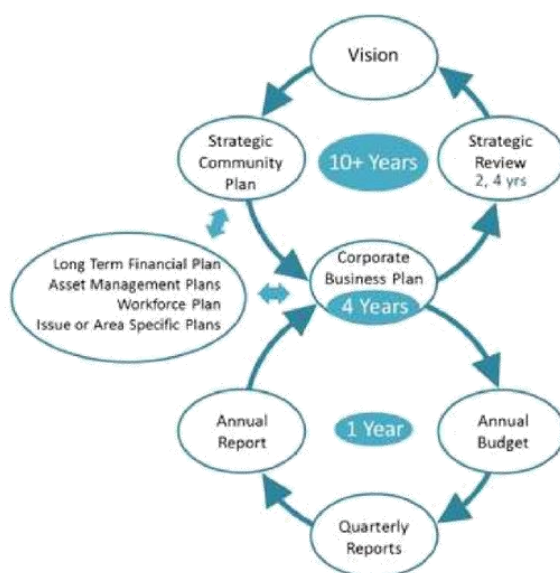 Vision
Strategic
Community
Plan
10+ Years
Strategic
Review
2, 4 yrs
Long Term Financial Plan
Asset Management Plans
Workforce Plan
Issue or Area Specific Plans
Corporate
Business Plan
4 Years
Annual
Report
1 Year
Annual
Budget
Quarterly
Reports